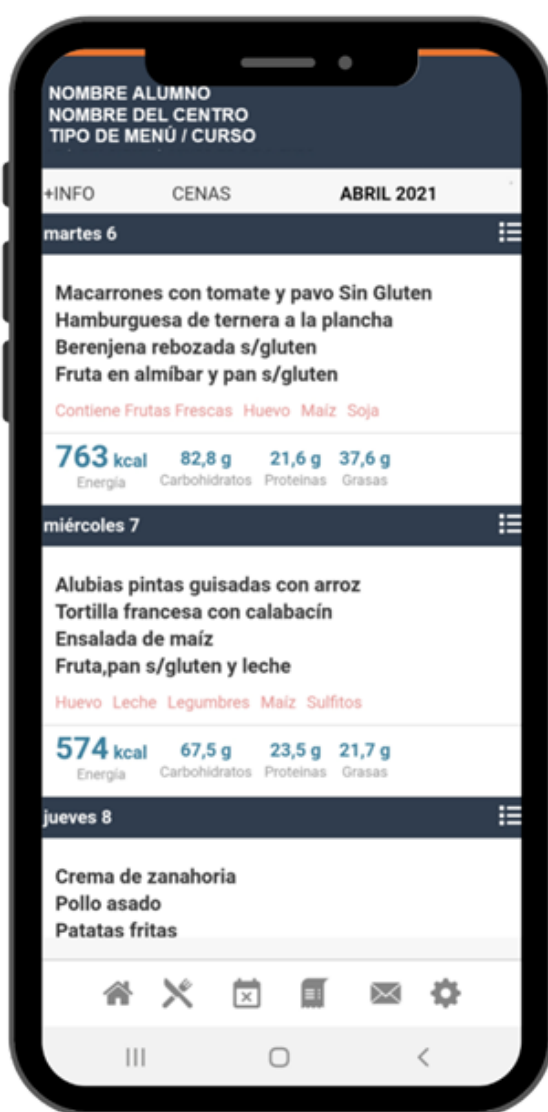 NOMBRE ALUMNO
NOMBRE DEL CENTRO
TIPO DE MENÚ / CURSO
+INFO CENAS ABRIL 2021
martes 6
Macarrones con tomate y pavo Sin Gluten
Hamburguesa de ternera a la plancha
Berenjena rebozada s/gluten
Fruta en almíbar y pan s/gluten
Contiene Frutas Frescas Huevo Maíz Soja
763 kcal 82,8 g 21,6 g 37,6 g
Energía Carbohidratos Proteinas Grasas
miércoles 7
Alubias pintas guisadas con arroz
Tortilla francesa con calabacín
Ensalada de maíz
Fruta,pan s/gluten y leche
Huevo Leche Legumbres Maíz Sulfitos
574 kcal 67,5 g 23,5 g 21,7 g
Energía Carbohidratos Proteinas Grasas
jueves 8
Crema de zanahoria
Pollo asado
Patatas fritas